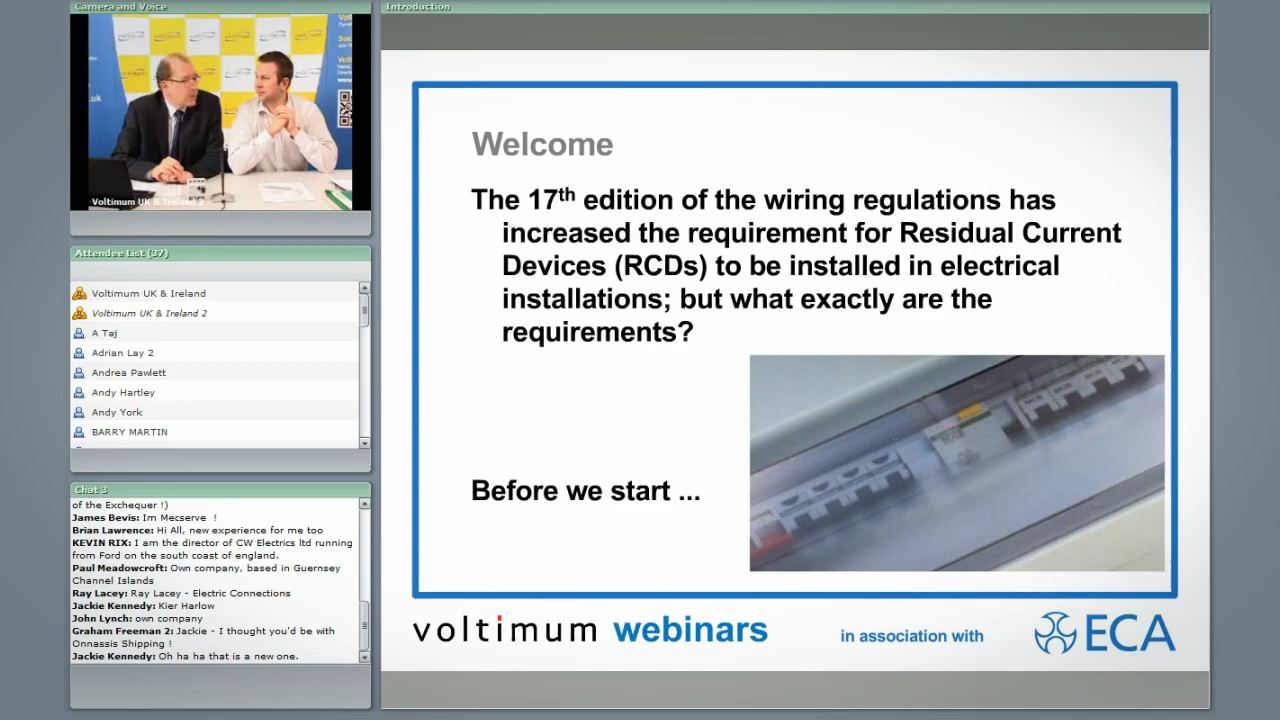 Camera and Voice
voltimum
Voltimum UK & Ireland 2
Attendee List (37)
Voltimum UK & Ireland
Voltimum UK & Ireland 2
A Taj
Adrian Lay 2
Andrea Pawlett
Andy Hartley
Andy York
BARRY MARTIN
Chat 3
of the Exchequer !)
James Bevis: Im Mecserve !
Brian Lawrence: Hi All, new experience for me too
KEVIN RIX: I am the director of CW Electrics ltd running
from Ford on the south coast of england.
Paul Meadowcroft: Own company, based in Guernsey
Channel Islands
Ray Lacey: Ray Lacey - Electric Connections
Jackie Kennedy: Kier Harlow
John Lynch: own company
Graham Freeman 2: Jackie - I thought you'd be with
Onnassis Shipping !
Jackie Kennedy: Oh ha ha that is a new one.
Introduction
Welcome
The 17th edition of the wiring regulations has
increased the requirement for Residual Current
Devices (RCDs) to be installed in electrical
installations; but what exactly are the
requirements?
Before we start ...
voltimum webinars
in association with
ECA